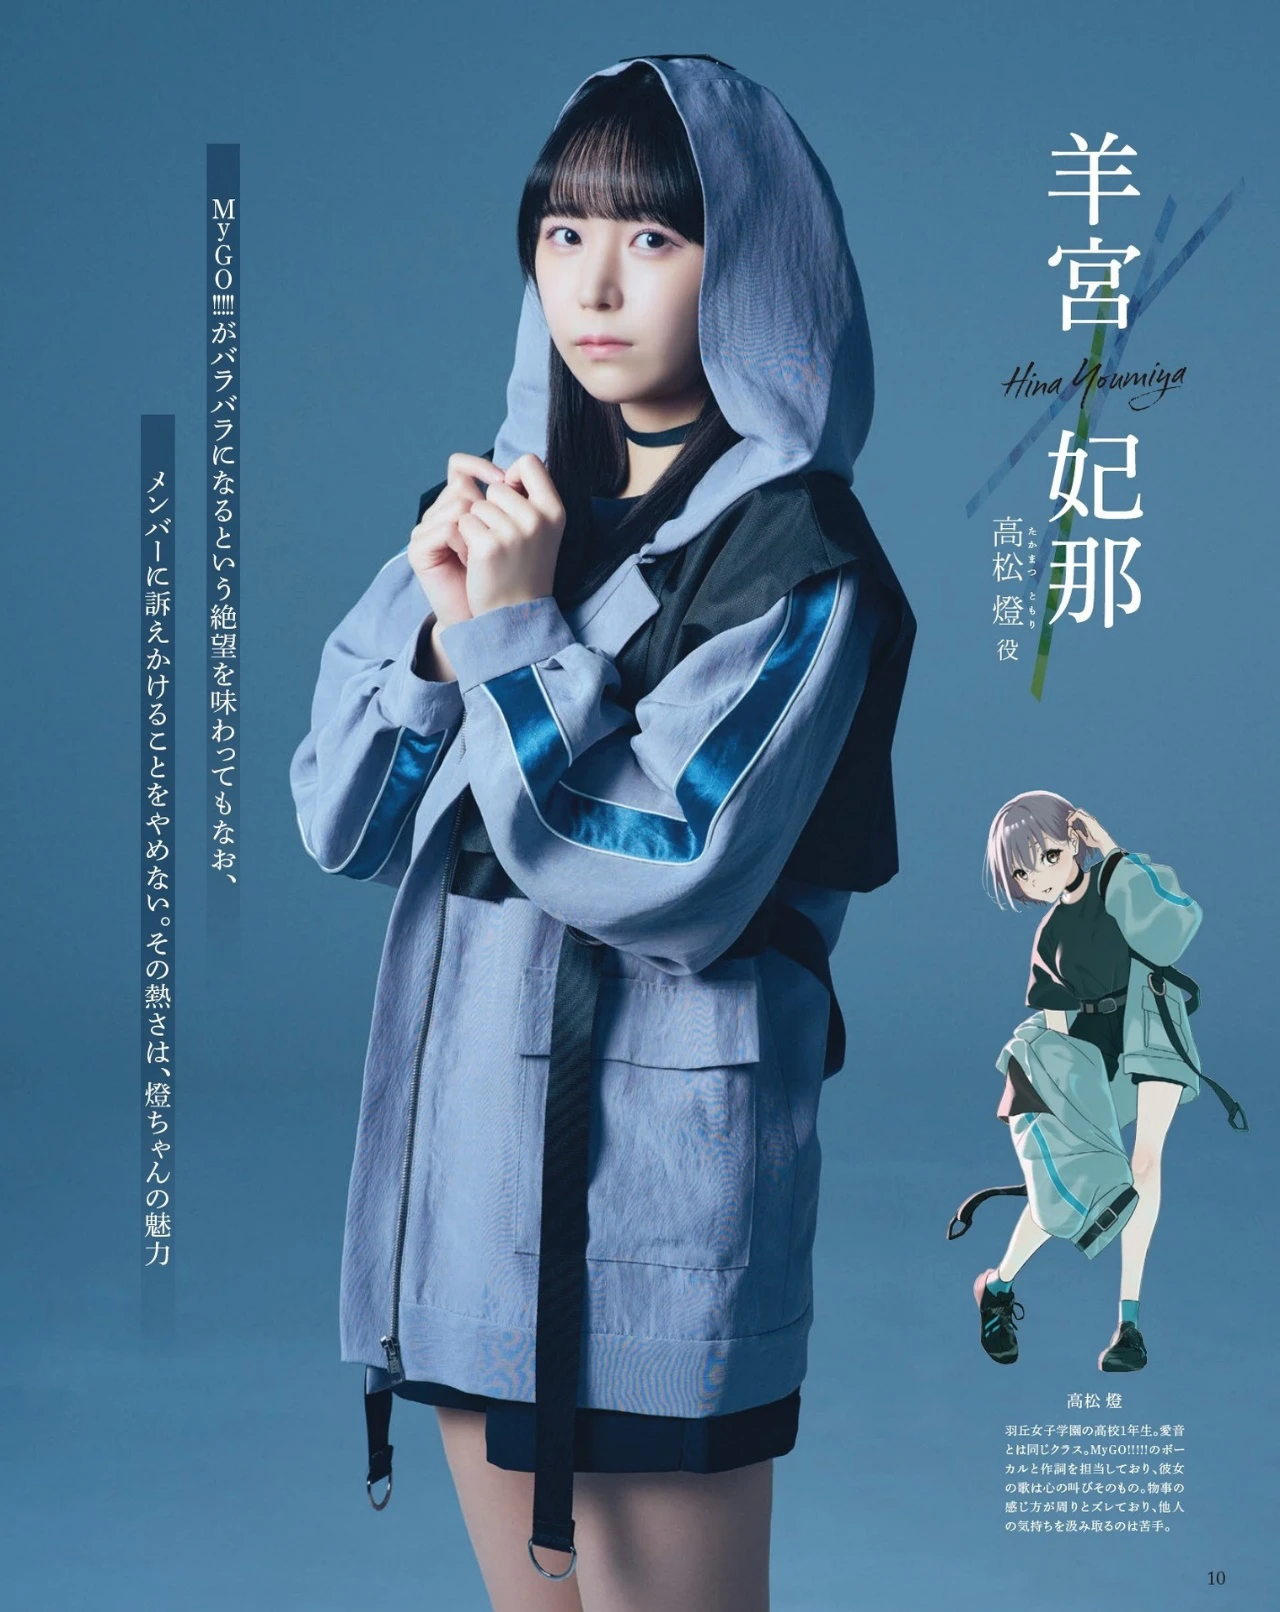 羊宮妃那
Hina Youmiya
高松燈役
たかまつ ともり
MyGO!!!!!がバラバラになるという絶望を味わってもなお、
メンバーに訴えかけることをやめない。その熱さは、燈ちゃんの魅力
高松 燈
羽丘女子学園の高校1年生。愛音
とは同じクラス。MyGO!!!!!のボー
カルと作詞を担当しており、彼女
の歌は心の叫びそのもの。物事の
感じ方が周りとズレており、他人
の気持ちを汲み取るのは苦手。
10